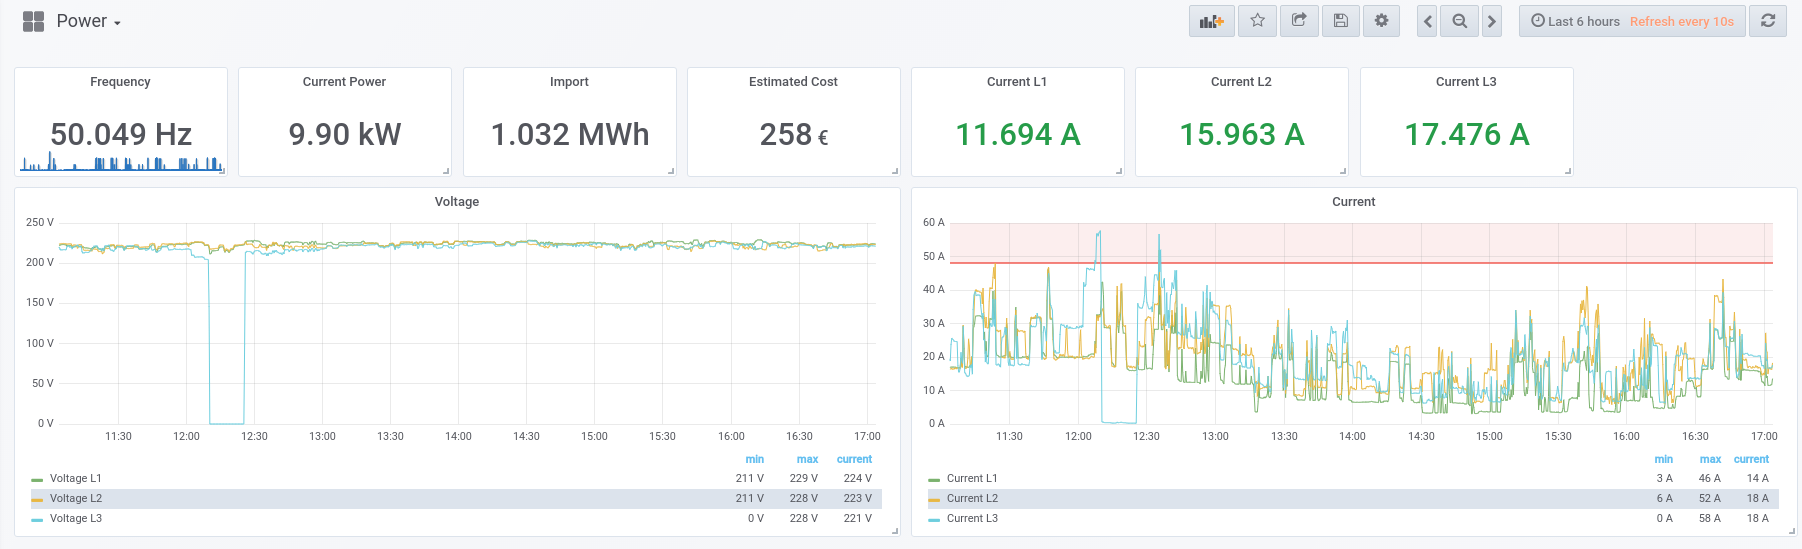 Power
Last 6 hours Refresh every 10s
Frequency
50.049 Hz
Current Power
9.90 kW
Import
1.032 MWh
Estimated Cost
258 €
Current L1
11.694 A
Current L2
15.963 A
Current L3
17.476 A
Voltage
250 V
200 V
150 V
100 V
50 V
0 V
11:30 12:00 12:30 13:00 13:30 14:00 14:30 15:00 15:30 16:00 16:30 17:00
min max current
Voltage L1 211 V 229 V 224 V
Voltage L2 211 V 228 V 223 V
Voltage L3 0 V 228 V 221 V
Current
60 A
50 A
40 A
30 A
20 A
10 A
0 A
11:30 12:00 12:30 13:00 13:30 14:00 14:30 15:00 15:30 16:00 16:30 17:00
min max current
Current L1 3 A 46 A 14 A
Current L2 6 A 52 A 18 A
Current L3 0 A 58 A 18 A